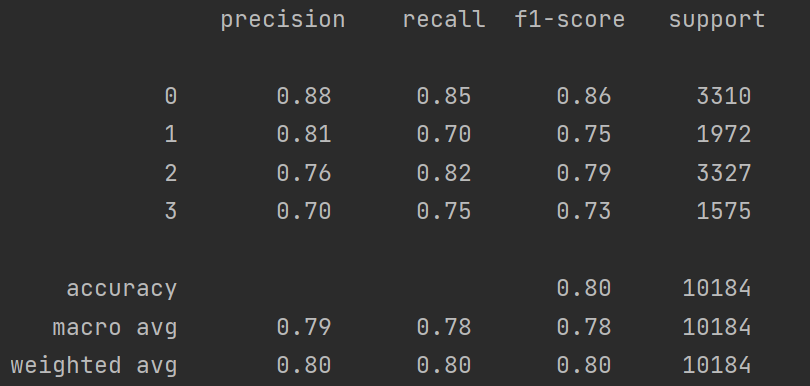 precision recall f1-score support
0 0.88 0.85 0.86 3310
1 0.81 0.70 0.75 1972
2 0.76 0.82 0.79 3327
3 0.70 0.75 0.73 1575
accuracy 0.80 10184
macro avg 0.79 0.78 0.78 10184
weighted avg 0.80 0.80 0.80 10184